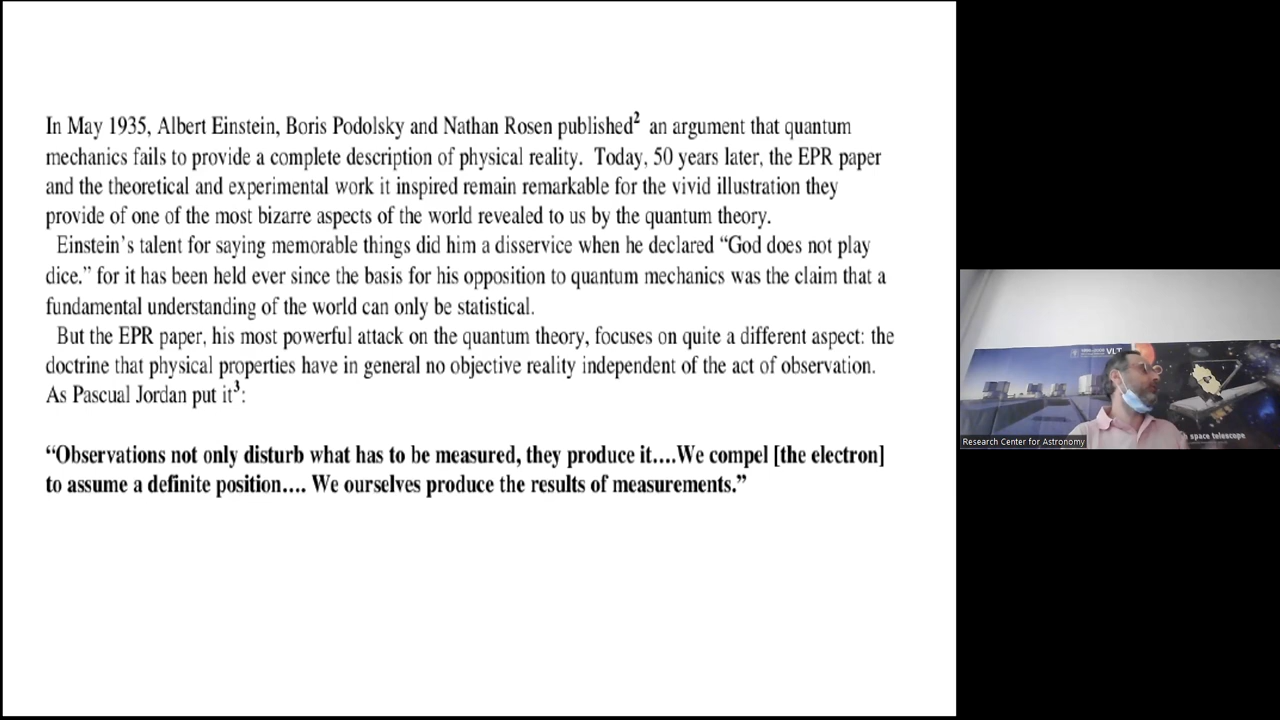 In May 1935, Albert Einstein, Boris Podolsky and Nathan Rosen published² an argument that quantum
mechanics fails to provide a complete description of physical reality. Today, 50 years later, the EPR paper
and the theoretical and experimental work it inspired remain remarkable for the vivid illustration they
provide of one of the most bizarre aspects of the world revealed to us by the quantum theory.
Einstein's talent for saying memorable things did him a disservice when he declared “God does not play
dice.” for it has been held ever since the basis for his opposition to quantum mechanics was the claim that a
fundamental understanding of the world can only be statistical.
But the EPR paper, his most powerful attack on the quantum theory, focuses on quite a different aspect: the
doctrine that physical properties have in general no objective reality independent of the act of observation.
As Pascual Jordan put it³:
“Observations not only disturb what has to be measured, they produce it....We compel [the electron]
to assume a definite position.... We ourselves produce the results of measurements.”
VLT
space telescope
Research Center for Astronomy